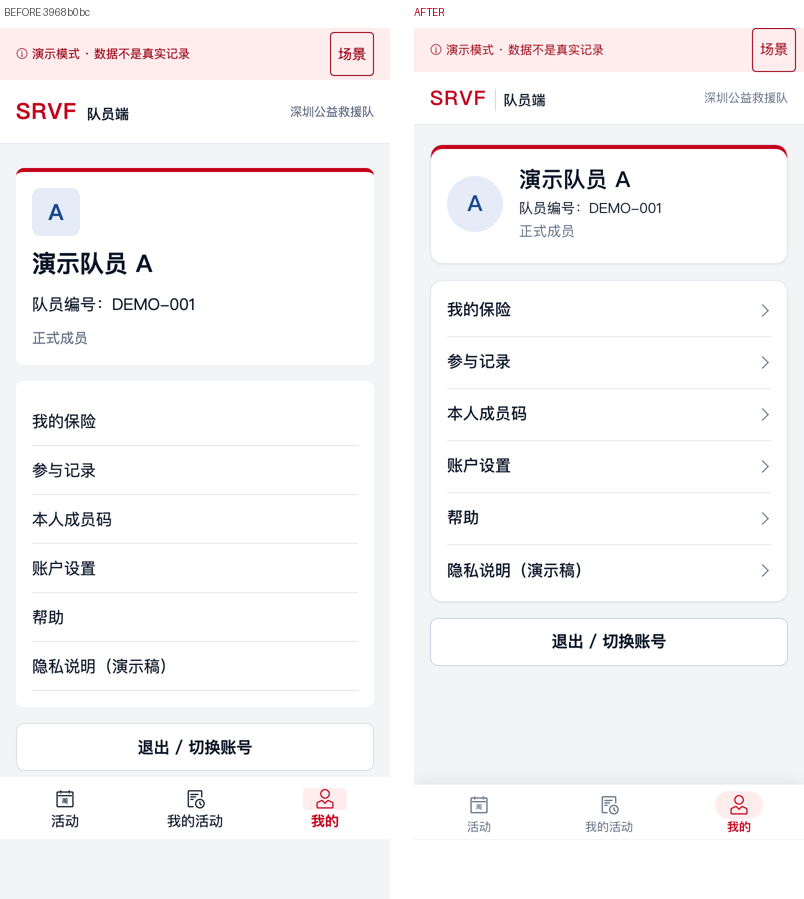 BEFORE 3968b0bc
演示模式 · 数据不是真实记录
场景
SRVF 队员端
深圳公益救援队
A
演示队员 A
队员编号：DEMO-001
正式成员
我的保险
参与记录
本人成员码
账户设置
帮助
隐私说明（演示稿）
退出 / 切换账号
周
活动
我的活动
我的
AFTER
演示模式 · 数据不是真实记录
场景
SRVF 队员端
深圳公益救援队
A
演示队员 A
队员编号：DEMO-001
正式成员
我的保险
参与记录
本人成员码
账户设置
帮助
隐私说明（演示稿）
退出 / 切换账号
周
活动
我的活动
我的